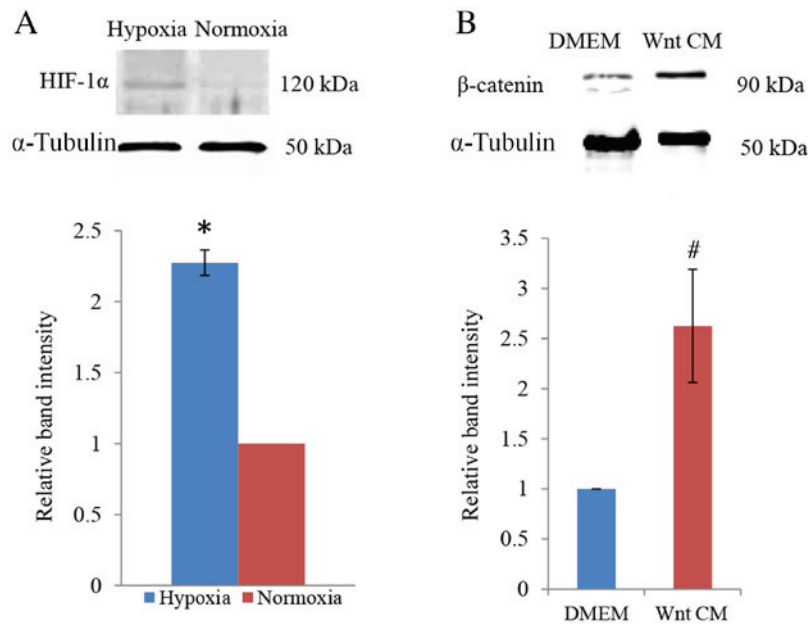 A
Hypoxia Normoxia
HIF-1α 120 kDa
α-Tubulin 50 kDa
2.5
2
1.5
1
0.5
0
Relative band intensity
*
Hypoxia Normoxia
B
DMEM Wnt CM
β-catenin 90 kDa
α-Tubulin 50 kDa
3.5
3
2.5
2
1.5
1
0.5
0
Relative band intensity
#
DMEM Wnt CM